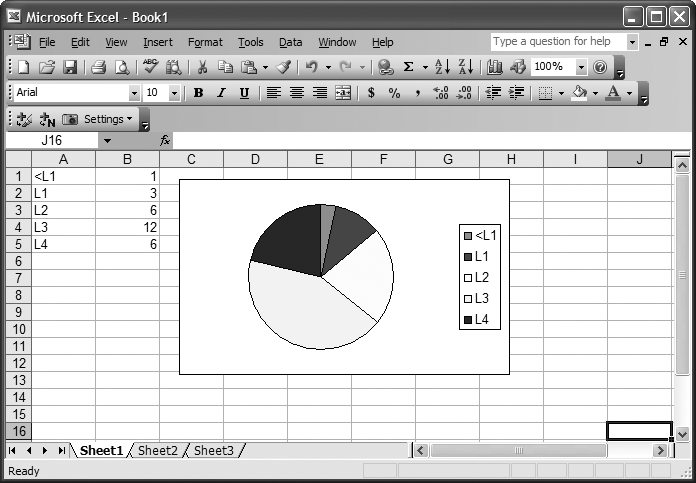 Microsoft Excel - Book1
File Edit View Insert Format Tools Data Window Help Type a question for help
Σ 100%
Arial 10 B I U $ % ,
Settings
J16 fx
A B C D E F G H I J
1 <L1 1
2 L1 3
3 L2 6
4 L3 12
5 L4 6
6
7
8
9
10
11
12
13
14
15
16
<L1
L1
L2
L3
L4
Sheet1 Sheet2 Sheet3
Ready